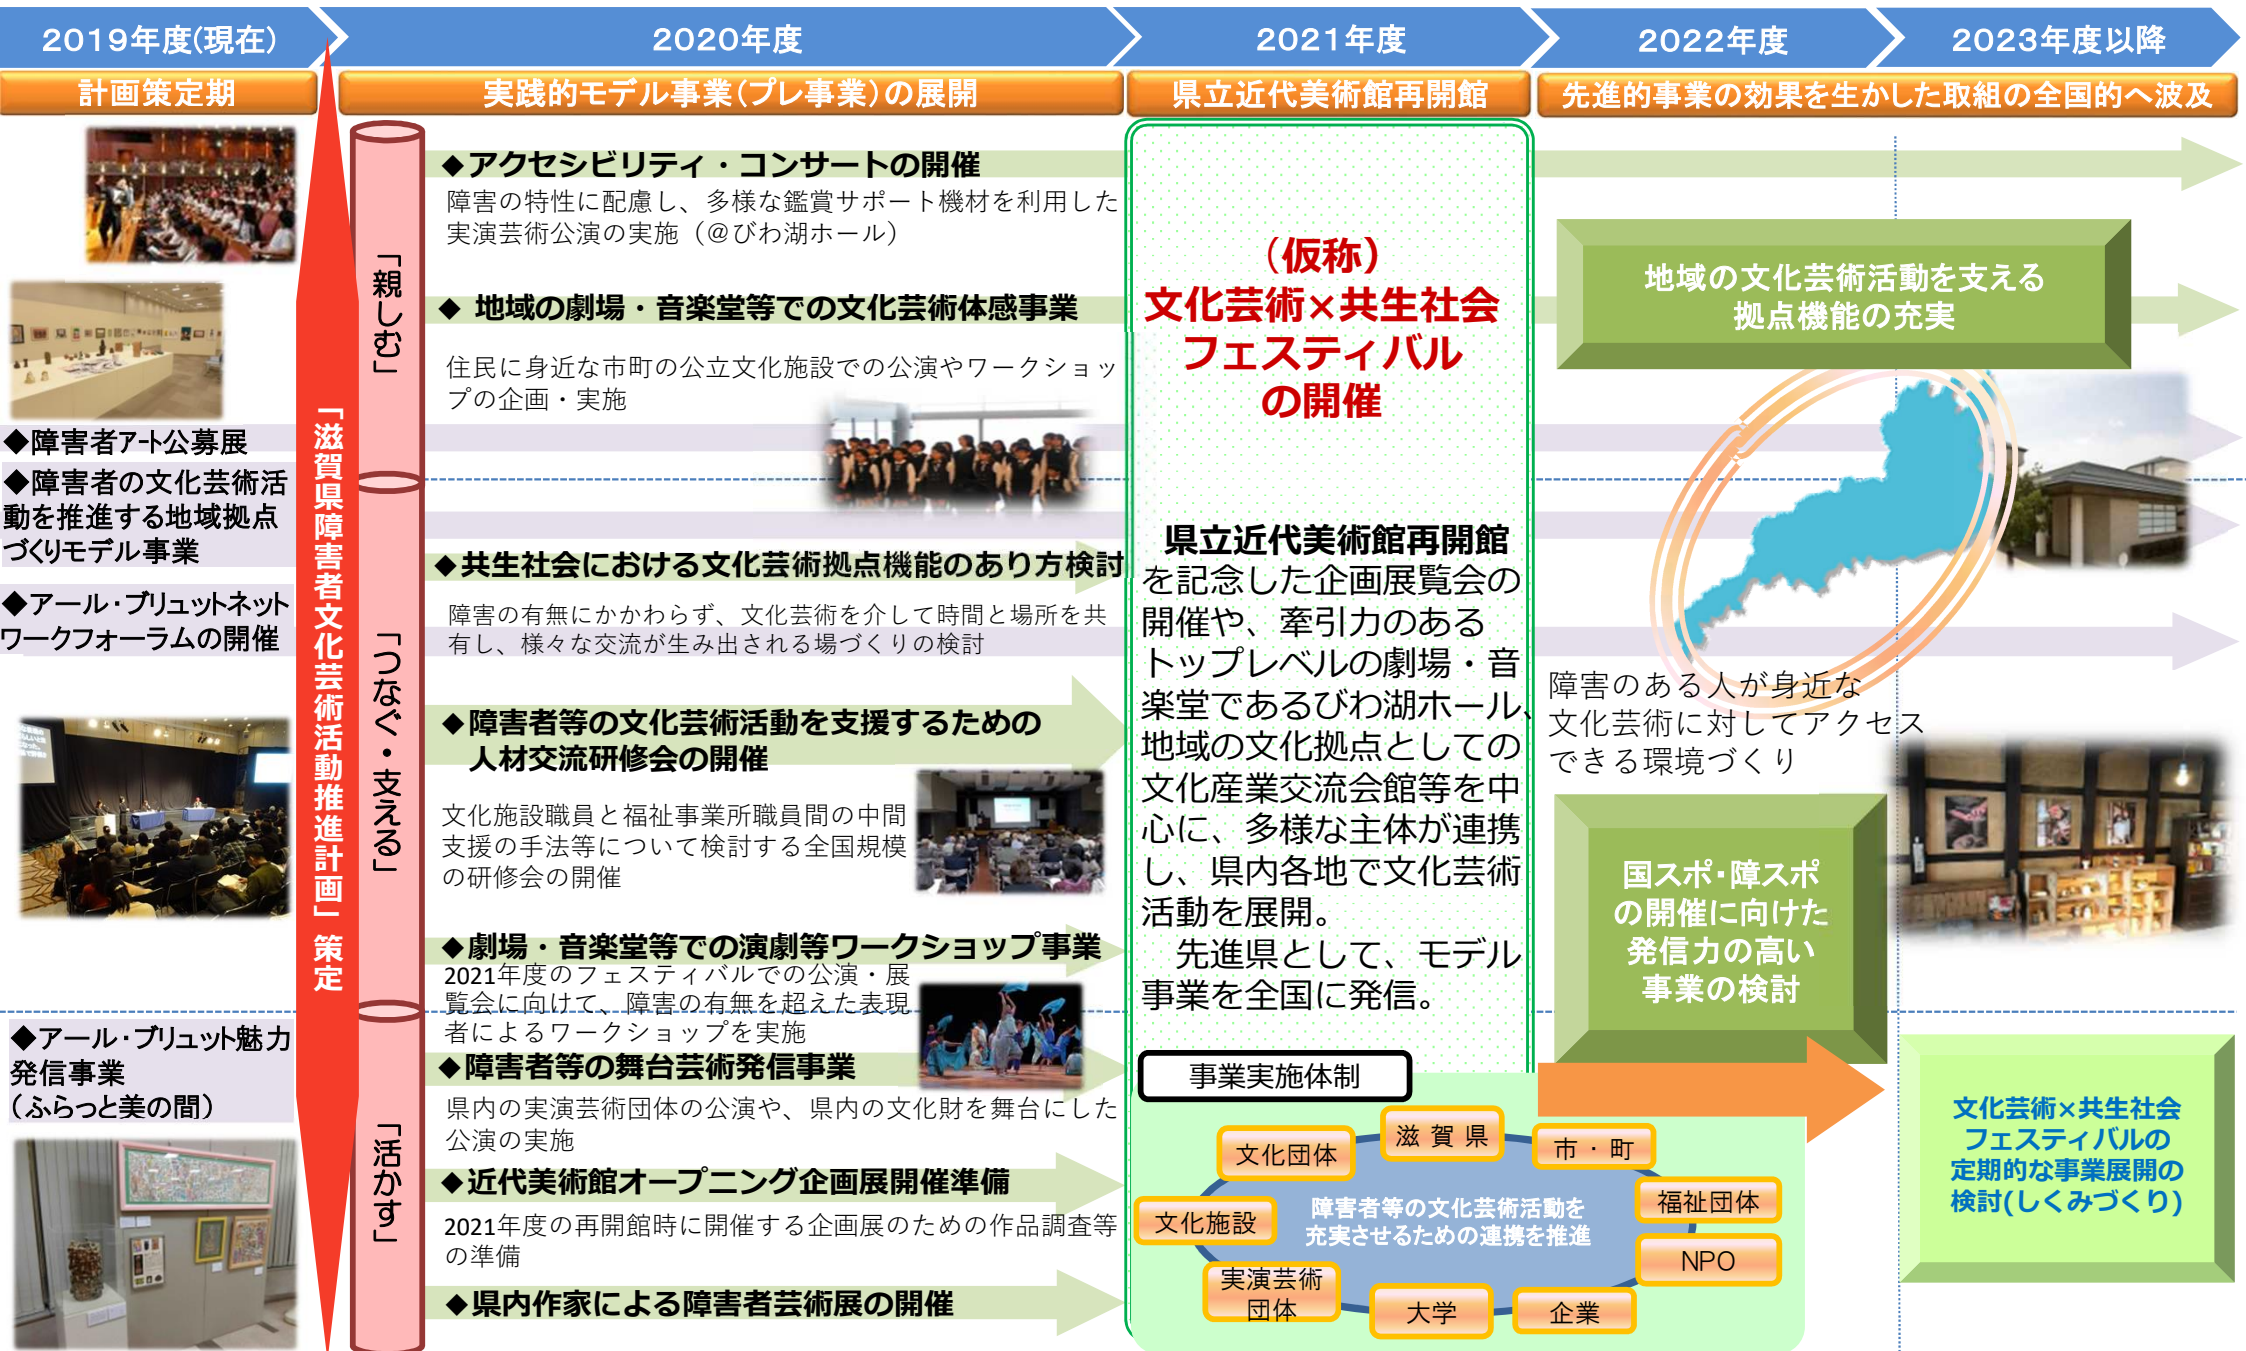 2019年度(現在)
2020年度
2021年度
2022年度
2023年度以降
計画策定期
実践的モデル事業(プレ事業)の展開
県立近代美術館再開館
先進的事業の効果を生かした取組の全国的へ波及
◆障害者アート公募展
◆障害者の文化芸術活
動を推進する地域拠点
づくりモデル事業
◆アール・ブリュットネット
ワークフォーラムの開催
◆アール・ブリュット魅力
発信事業
(ふらっと美の間)
「滋賀県障害者文化芸術活動推進計画」策定
「親しむ」
「つなぐ・支える」
「活かす」
◆アクセシビリティ・コンサートの開催
障害の特性に配慮し、多様な鑑賞サポート機材を利用した
実演芸術公演の実施（@びわ湖ホール）
◆ 地域の劇場・音楽堂等での文化芸術体感事業
住民に身近な市町の公立文化施設での公演やワークショッ
プの企画・実施
◆共生社会における文化芸術拠点機能のあり方検討
障害の有無にかかわらず、文化芸術を介して時間と場所を共
有し、様々な交流が生み出される場づくりの検討
◆障害者等の文化芸術活動を支援するための
人材交流研修会の開催
文化施設職員と福祉事業所職員間の中間
支援の手法等について検討する全国規模
の研修会の開催
◆劇場・音楽堂等での演劇等ワークショップ事業
2021年度のフェスティバルでの公演・展
覧会に向けて、障害の有無を超えた表現
者によるワークショップを実施
◆障害者等の舞台芸術発信事業
県内の実演芸術団体の公演や、県内の文化財を舞台にした
公演の実施
◆近代美術館オープニング企画展開催準備
2021年度の再開館時に開催する企画展のための作品調査等
の準備
◆県内作家による障害者芸術展の開催
（仮称）
文化芸術×共生社会
フェスティバル
の開催
県立近代美術館再開館
を記念した企画展覧会の
開催や、牽引力のある
トップレベルの劇場・音
楽堂であるびわ湖ホール、
地域の文化拠点としての
文化産業交流会館等を中
心に、多様な主体が連携
し、県内各地で文化芸術
活動を展開。
先進県として、モデル
事業を全国に発信。
事業実施体制
滋賀県
市・町
文化団体
福祉団体
文化施設
NPO
実演芸術
団体
大学
企業
障害者等の文化芸術活動を
充実させるための連携を推進
地域の文化芸術活動を支える
拠点機能の充実
障害のある人が身近な
文化芸術に対してアクセス
できる環境づくり
国スポ・障スポ
の開催に向けた
発信力の高い
事業の検討
文化芸術×共生社会
フェスティバルの
定期的な事業展開の
検討(しくみづくり)